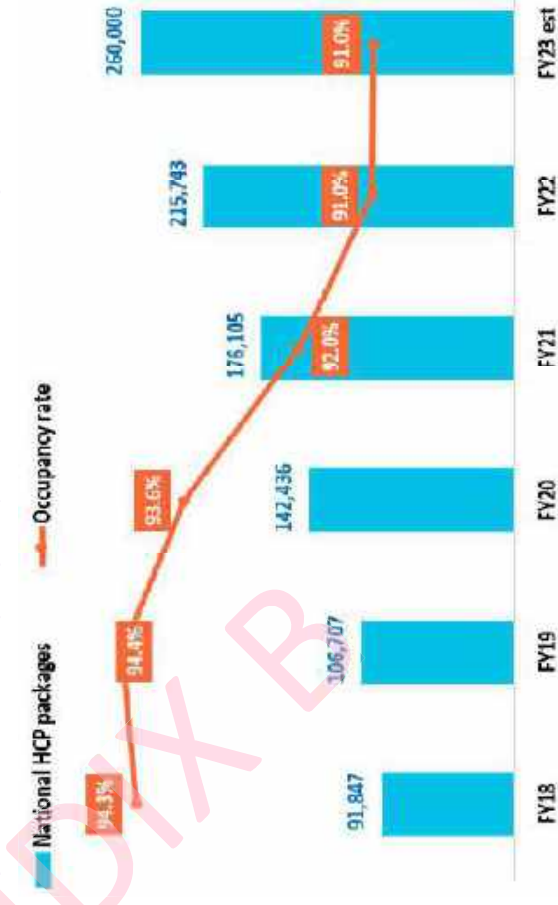 National HCP packages
Occupancy rate
94.3%
94.4%
93.6%
92.0%
91.0%
91.0%
91,847
106,707
142,436
176,105
215,743
260,000
FY18
FY19
FY20
FY21
FY22
FY23 est
DIX B